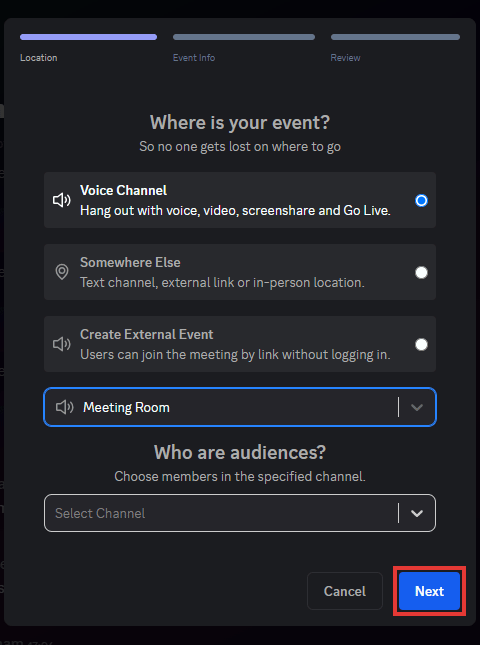 Location
Event Info
Review
Where is your event?
So no one gets lost on where to go
Voice Channel
Hang out with voice, video, screenshare and Go Live.
Somewhere Else
Text channel, external link or in-person location.
Create External Event
Users can join the meeting by link without logging in.
Meeting Room
Who are audiences?
Choose members in the specified channel.
Select Channel
Cancel
Next